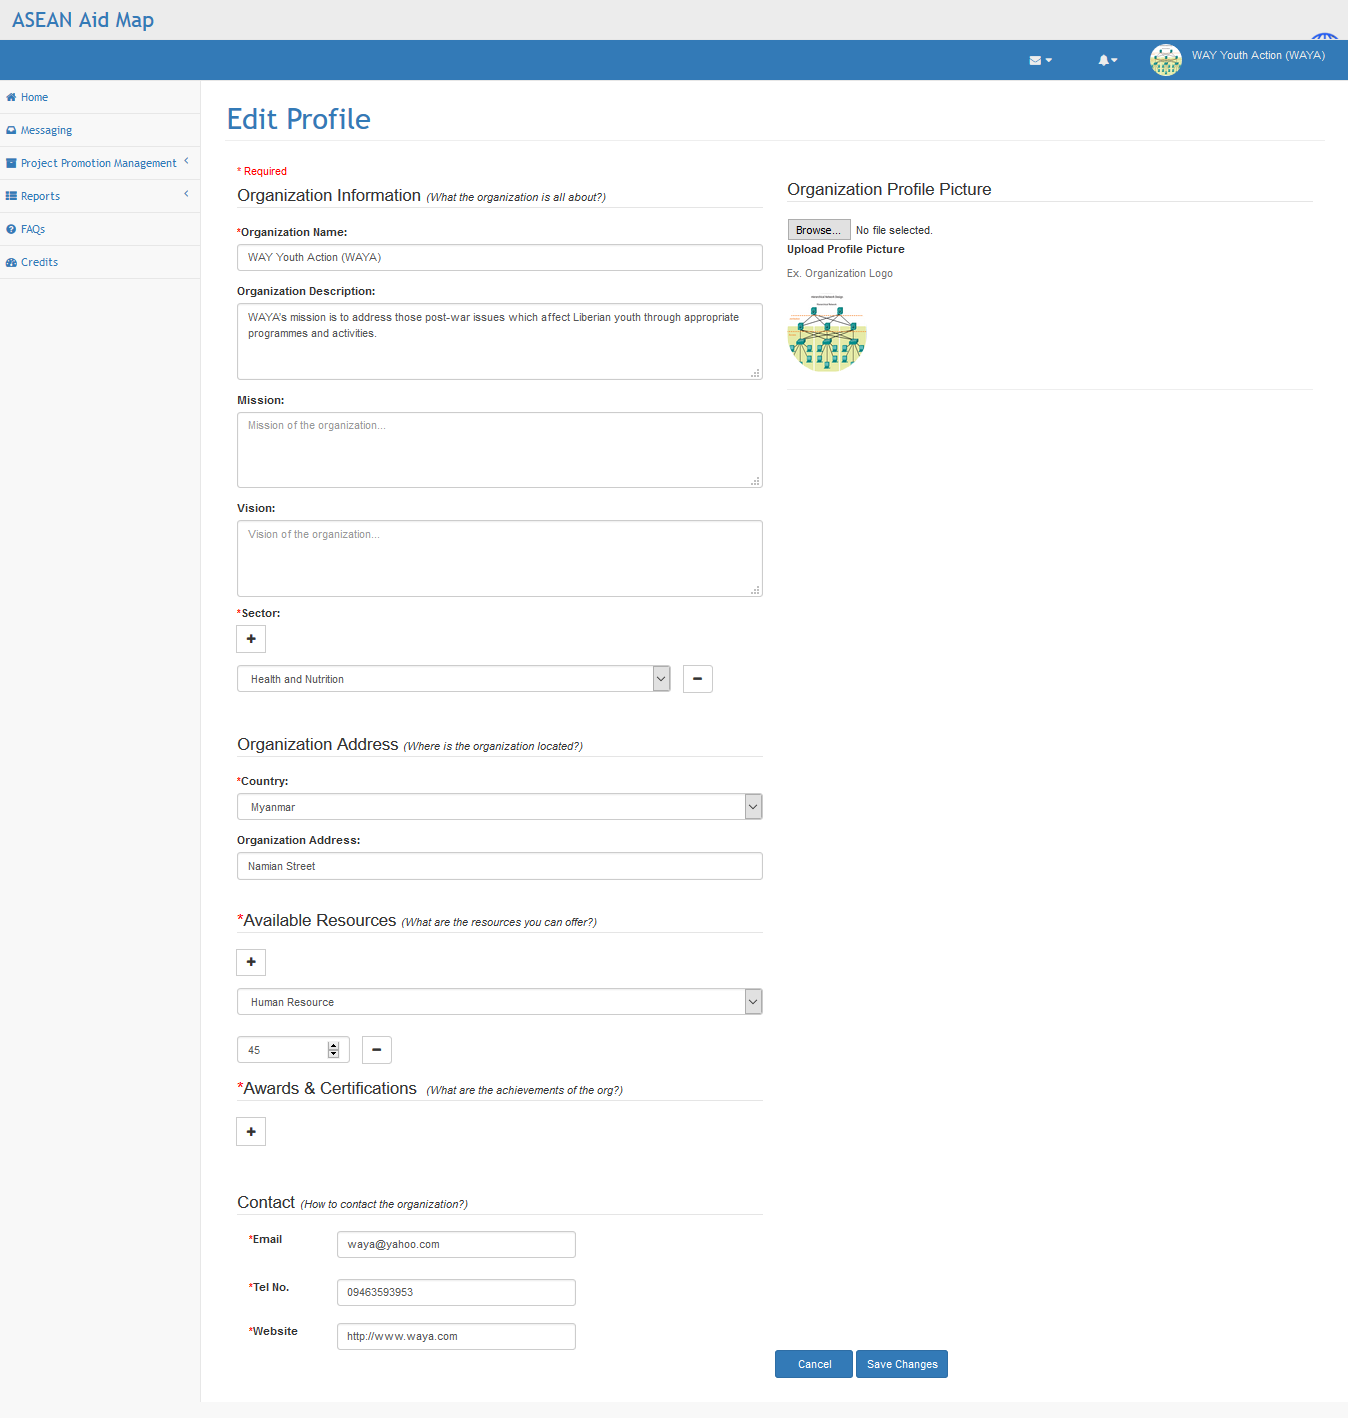 ASEAN Aid Map
WAY Youth Action (WAYA)
Home
Messaging
Project Promotion Management
Reports
FAQs
Credits
Edit Profile
* Required
Organization Information (What the organization is all about?)
*Organization Name:
WAY Youth Action (WAYA)
Organization Description:
WAYA's mission is to address those post-war issues which affect Liberian youth through appropriate
programmes and activities.
Mission:
Mission of the organization...
Vision:
Vision of the organization...
*Sector:
Health and Nutrition
Organization Address (Where is the organization located?)
*Country:
Myanmar
Organization Address:
Namian Street
*Available Resources (What are the resources you can offer?)
Human Resource
45
*Awards & Certifications (What are the achievements of the org?)
Contact (How to contact the organization?)
*Email
waya@yahoo.com
*Tel No.
09463593953
*Website
http://www.waya.com
Organization Profile Picture
Browse... No file selected.
Upload Profile Picture
Ex. Organization Logo
Cancel
Save Changes